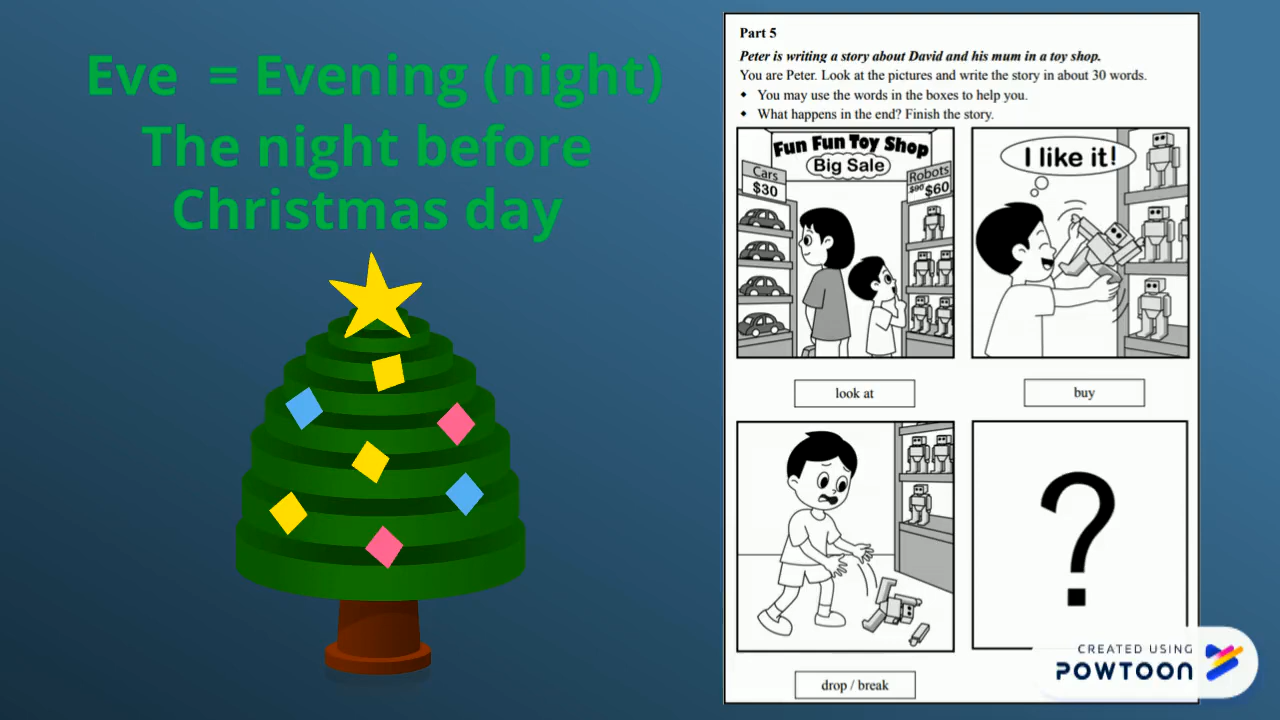 Eve = Evening (night)
The night before
Christmas day
Part 5
Peter is writing a story about David and his mum in a toy shop.
You are Peter. Look at the pictures and write the story in about 30 words.
◆ You may use the words in the boxes to help you.
◆ What happens in the end? Finish the story.
Fun Fun Toy Shop
Big Sale
Cars
$30
Robots
$90 $60
I like it!
look at
buy
?
drop / break
CREATED USING
POWTOON